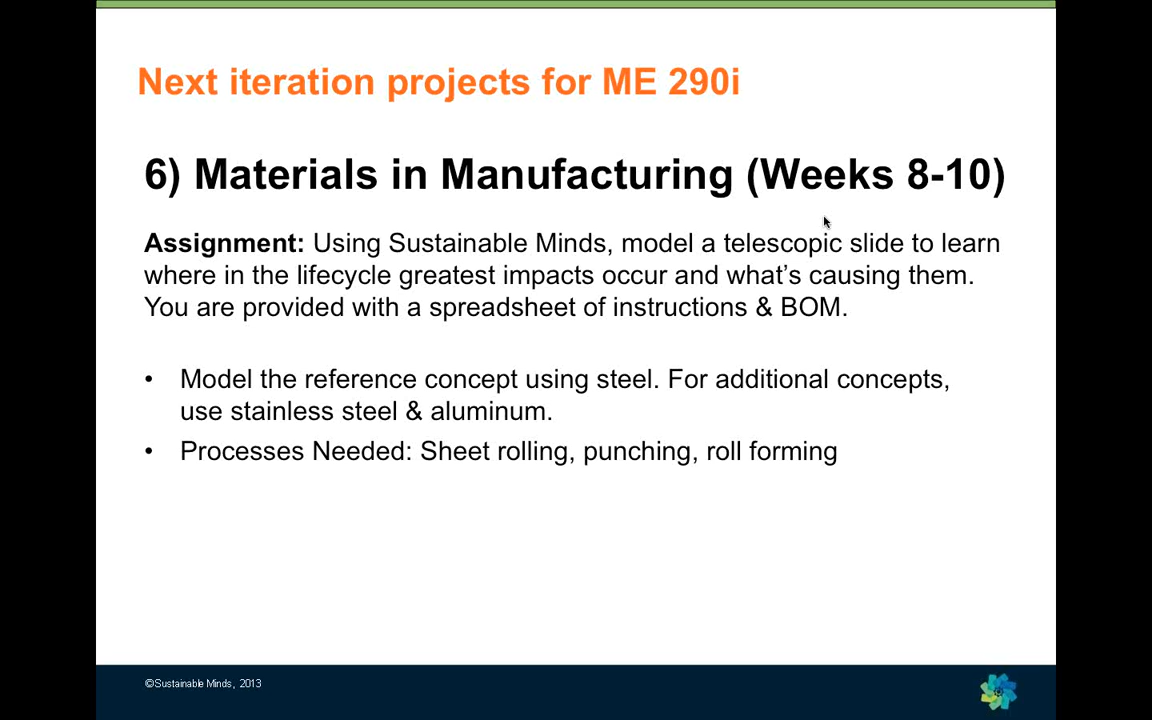 Next iteration projects for ME 290i
6) Materials in Manufacturing (Weeks 8-10)
Assignment: Using Sustainable Minds, model a telescopic slide to learn
where in the lifecycle greatest impacts occur and what’s causing them.
You are provided with a spreadsheet of instructions & BOM.
• Model the reference concept using steel. For additional concepts,
use stainless steel & aluminum.
• Processes Needed: Sheet rolling, punching, roll forming
©Sustainable Minds, 2013